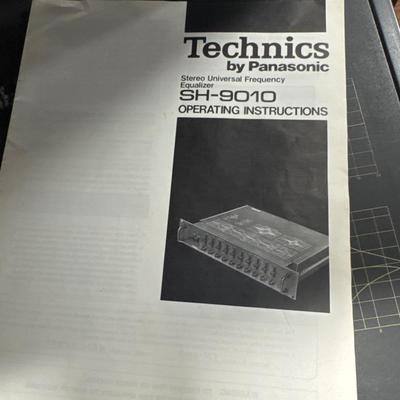 Technics
by Panasonic
Stereo Universal Frequency
Equalizer
SH-9010
OPERATING INSTRUCTIONS